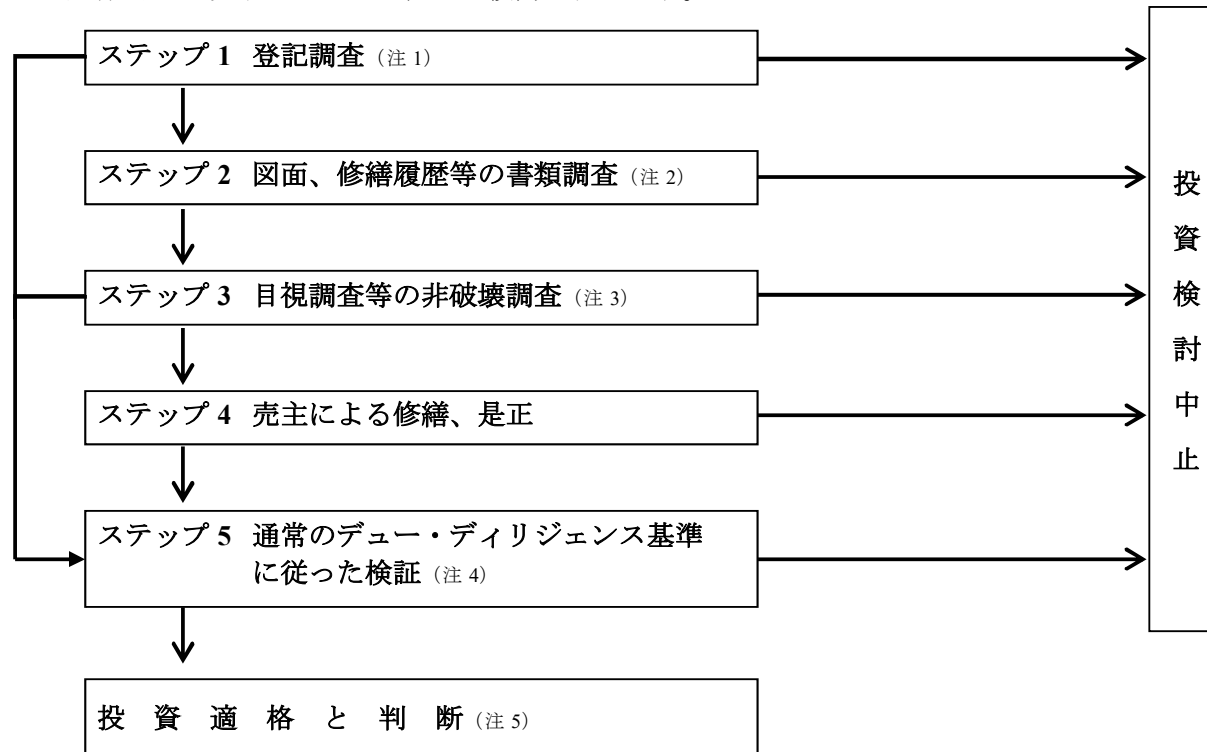 ステップ 1 登記調査（注 1）
ステップ 2 図面、修繕履歴等の書類調査（注 2）
ステップ 3 目視調査等の非破壊調査（注 3）
ステップ 4 売主による修繕、是正
ステップ 5 通常のデュー・ディリジェンス基準
に従った検証（注 4）
投 資 適 格 と 判 断（注 5）
投資検討中止